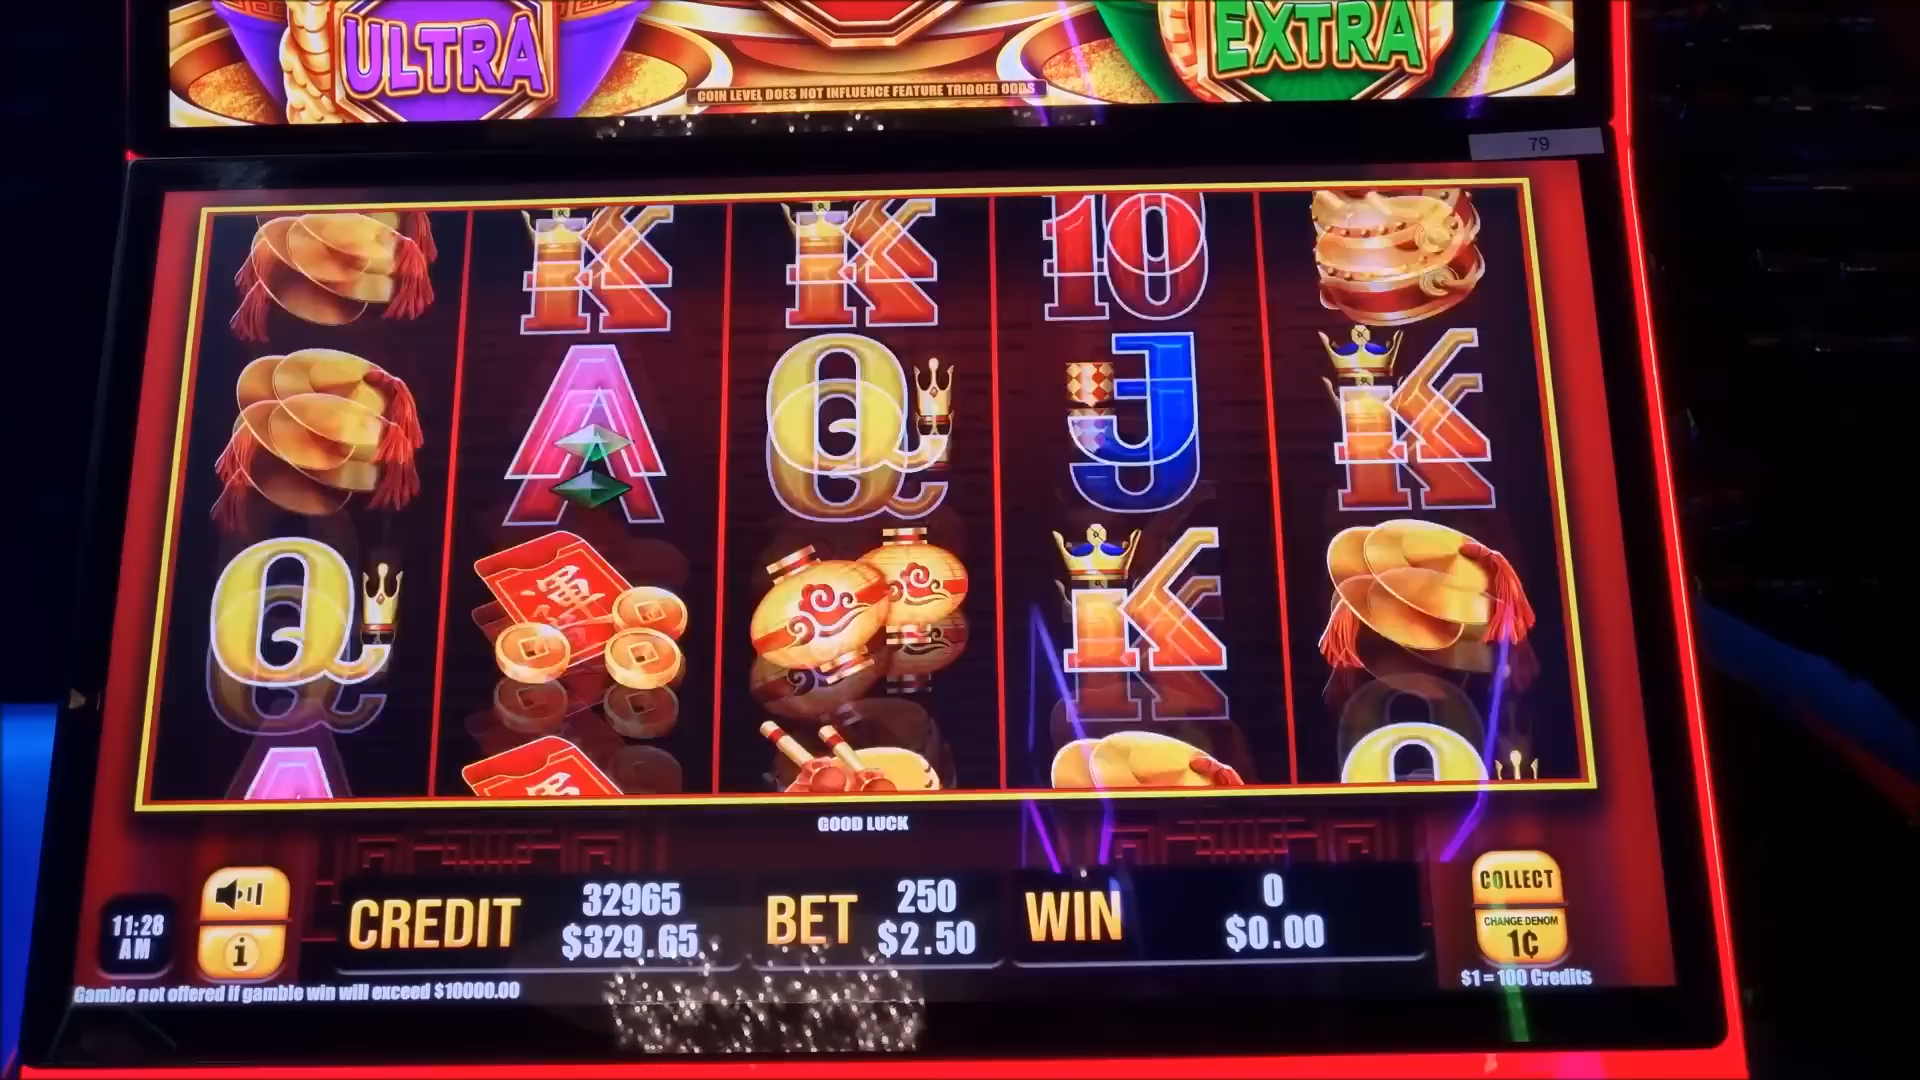 ULTRA
EXTRA
COIN LEVEL DOES NOT INFLUENCE FEATURE TRIGGER ODDS
79
K K 10
A Q J K
Q K
A Q
GOOD LUCK
11:28
AM
i
CREDIT 32965
$329.65
BET 250
$2.50
WIN 0
$0.00
COLLECT
CHANGE DENOM
1¢
$1 = 100 Credits
Gamble not offered if gamble win will exceed $10000.00